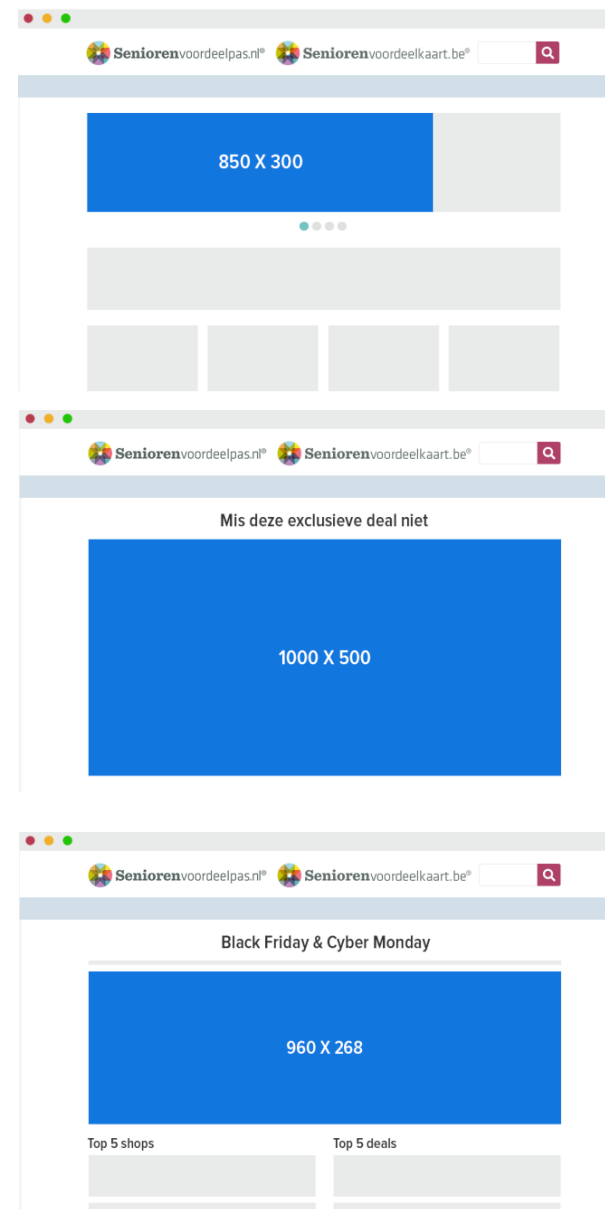 Seniorenvoordeelpas.nl® Seniorenvoordeelkaart.be®
850 X 300
Seniorenvoordeelpas.nl® Seniorenvoordeelkaart.be®
Mis deze exclusieve deal niet
1000 X 500
Seniorenvoordeelpas.nl® Seniorenvoordeelkaart.be®
Black Friday & Cyber Monday
960 X 268
Top 5 shops Top 5 deals